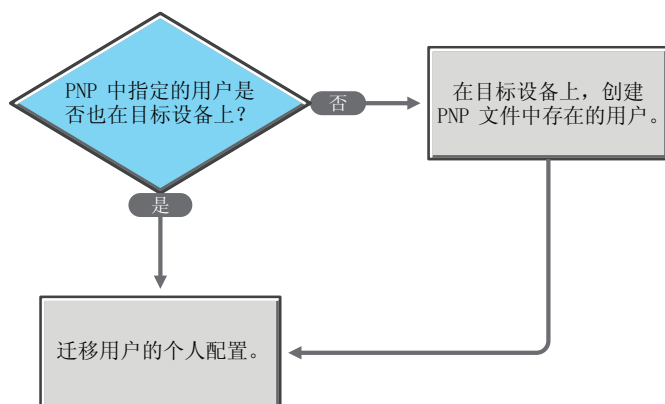 PNP 中指定的用户是
否也在目标设备上？
否
在目标设备上，创建
PNP 文件中存在的用户。
是
迁移用户的个人配置。